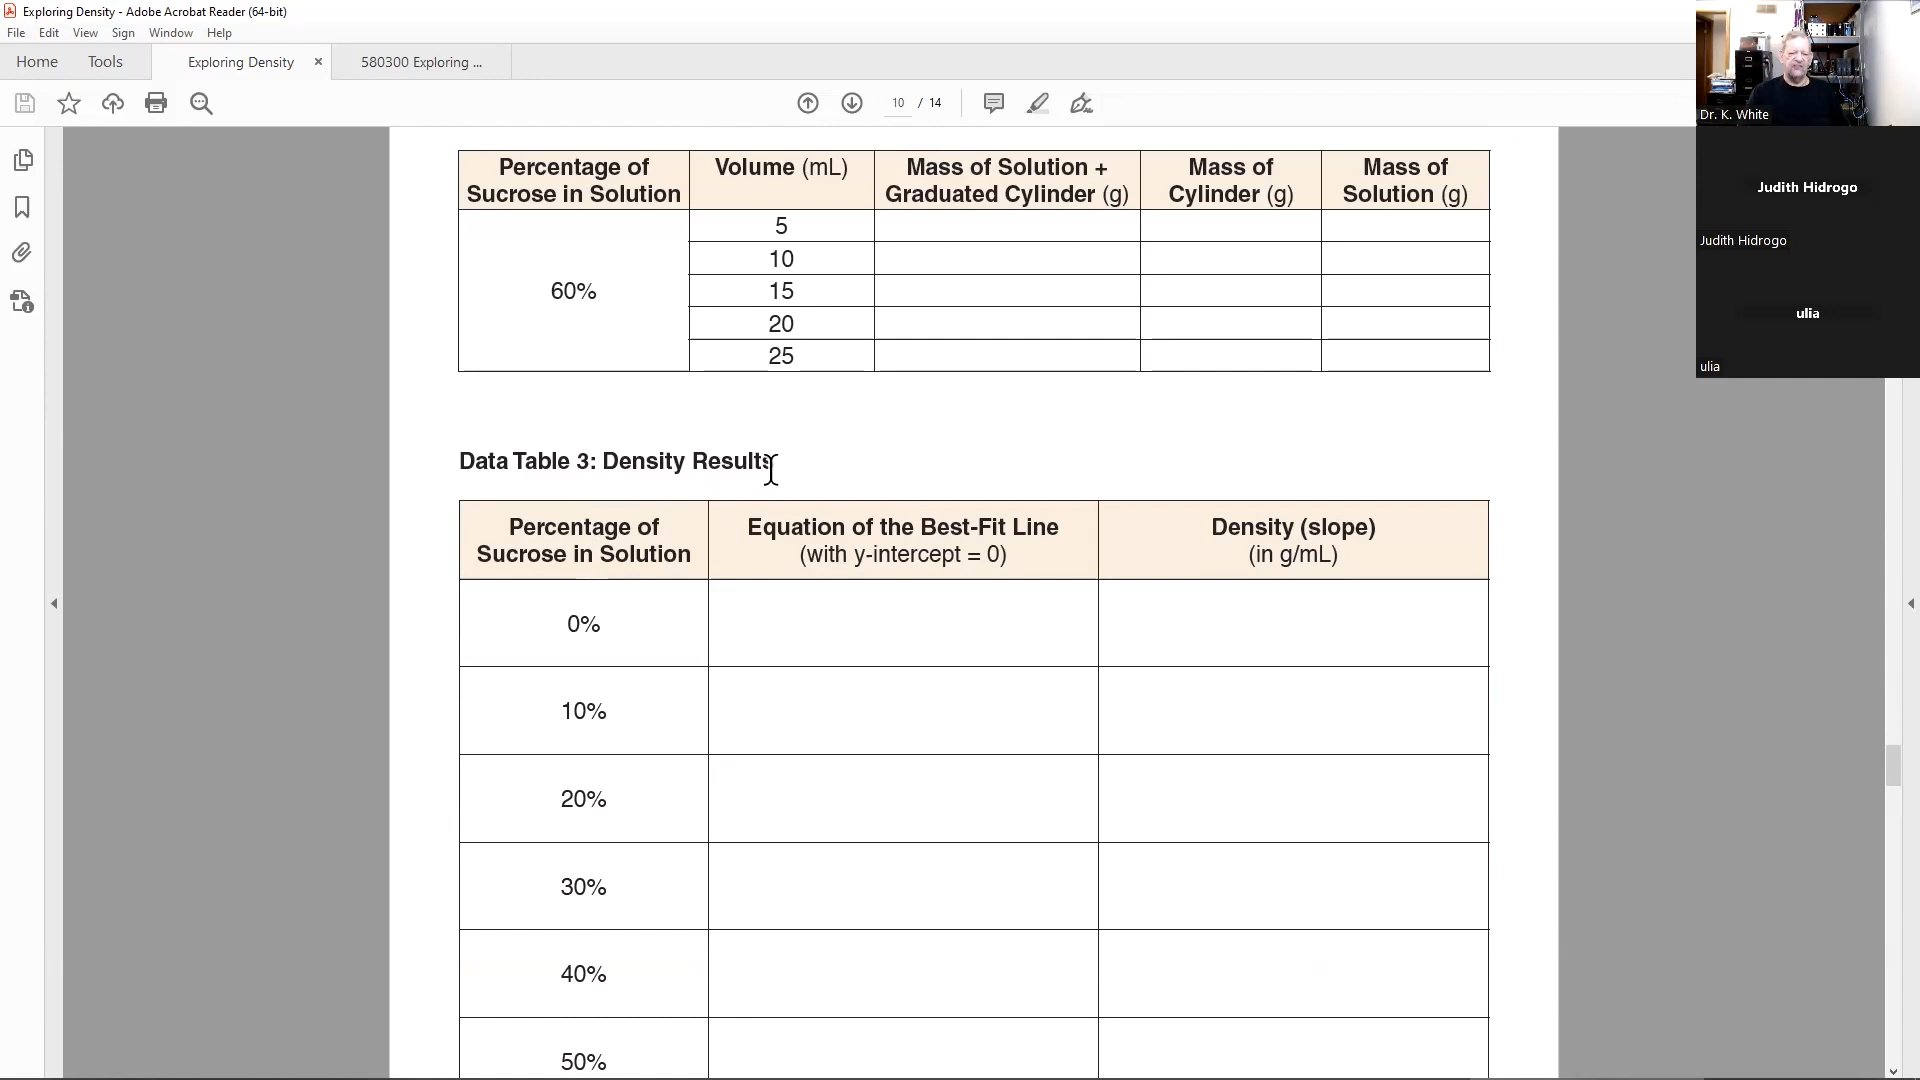 Exploring Density - Adobe Acrobat Reader (64-bit)
File Edit View Sign Window Help
Home Tools Exploring Density × 580300 Exploring ...
10 / 14
Dr. K. White
Judith Hidrogo
Judith Hidrogo
ulia
ulia
Percentage of Sucrose in Solution Volume (mL) Mass of Solution + Graduated Cylinder (g) Mass of Cylinder (g) Mass of Solution (g)
5
10
60% 15
20
25
Data Table 3: Density Results
Percentage of Sucrose in Solution Equation of the Best-Fit Line (with y-intercept = 0) Density (slope) (in g/mL)
0%
10%
20%
30%
40%
50%